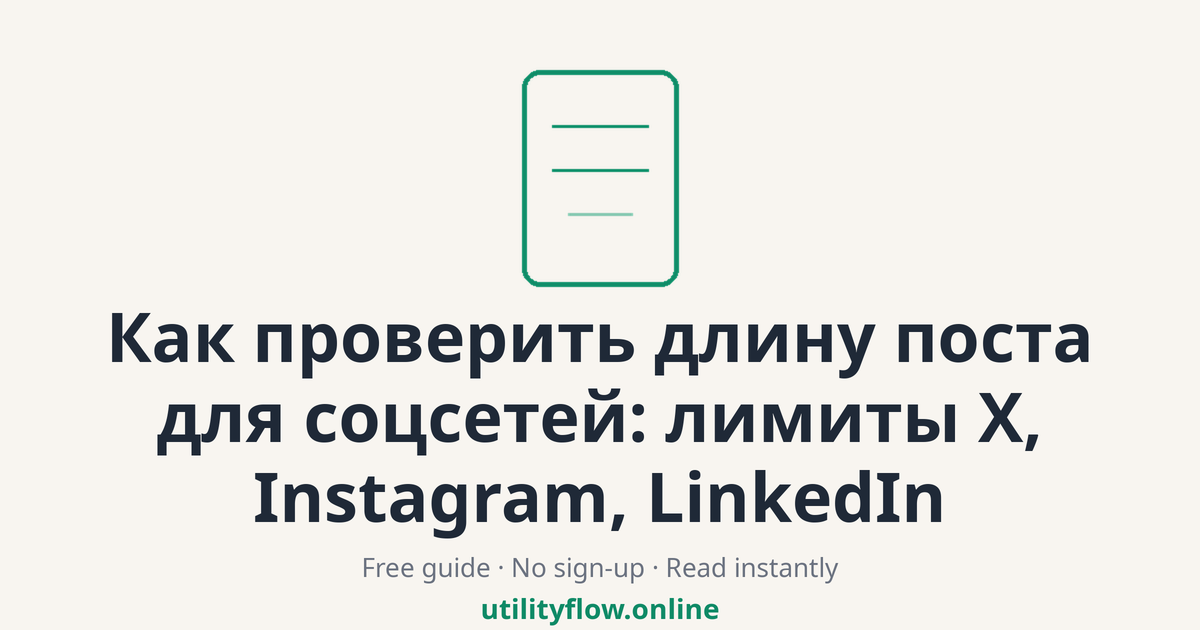 Как проверить длину поста
для соцсетей: лимиты X,
Instagram, LinkedIn
Free guide · No sign-up · Read instantly
utilityflow.online